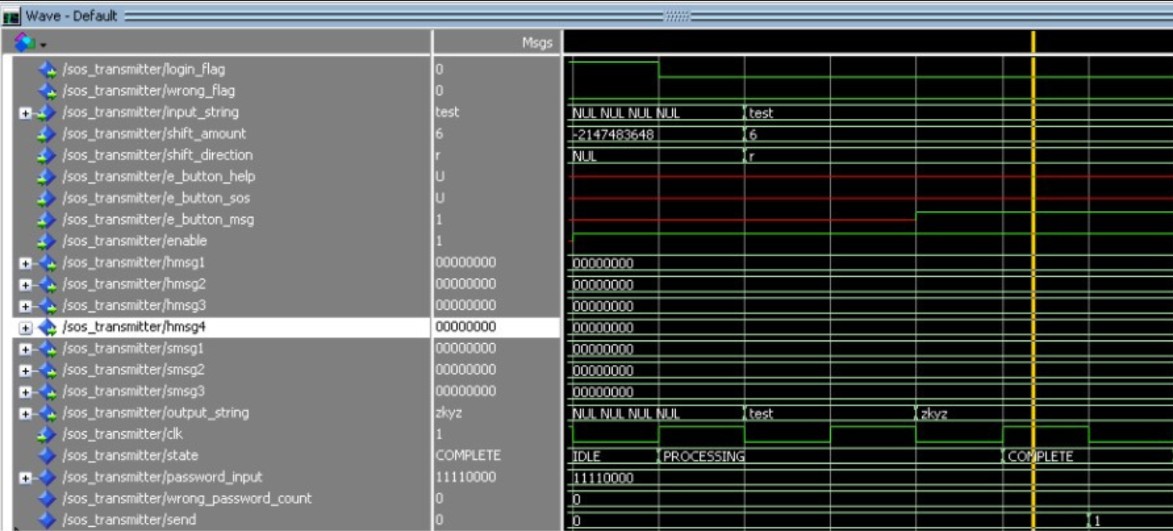 Wave - Default
Msgs
/sos_transmitter/login_flag 0
/sos_transmitter/wrong_flag 0
/sos_transmitter/input_string test NUL NUL NUL NUL test
/sos_transmitter/shift_amount 6 -2147483648 6
/sos_transmitter/shift_direction r NUL r
/sos_transmitter/e_button_help U
/sos_transmitter/e_button_sos U
/sos_transmitter/e_button_msg 1
/sos_transmitter/enable 1
/sos_transmitter/hmsg1 00000000 00000000
/sos_transmitter/hmsg2 00000000 00000000
/sos_transmitter/hmsg3 00000000 00000000
/sos_transmitter/hmsg4 00000000 00000000
/sos_transmitter/smsg1 00000000 00000000
/sos_transmitter/smsg2 00000000 00000000
/sos_transmitter/smsg3 00000000 00000000
/sos_transmitter/output_string zkyz NUL NUL NUL NUL test zkyz
/sos_transmitter/clk 1
/sos_transmitter/state COMPLETE IDLE PROCESSING COMPLETE
/sos_transmitter/password_input 11110000 11110000
/sos_transmitter/wrong_password_count 0 0
/sos_transmitter/send 0 0 1